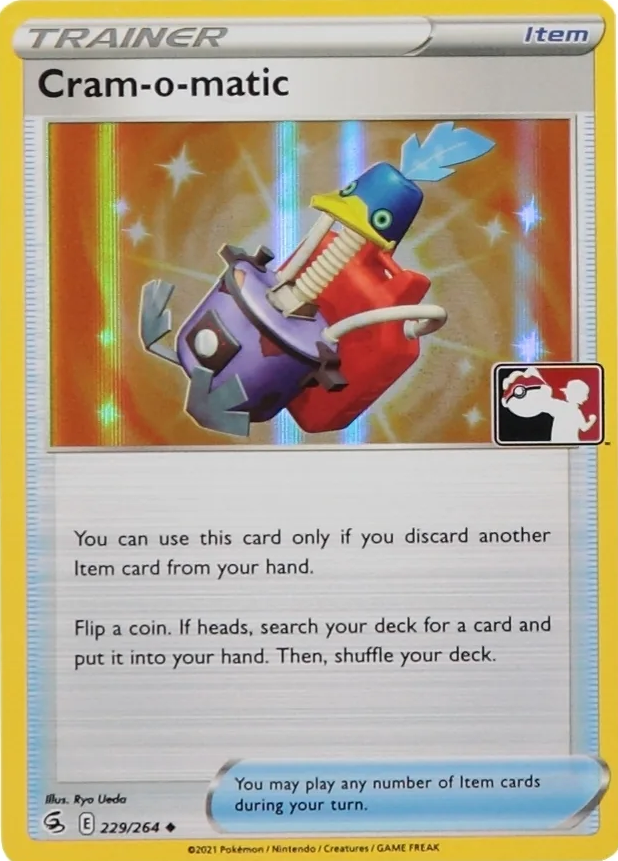 TRAINER Item
Cram-o-matic
You can use this card only if you discard another
Item card from your hand.
Flip a coin. If heads, search your deck for a card and
put it into your hand. Then, shuffle your deck.
You may play any number of Item cards
during your turn.
Illus. Ryo Ueda
E 229/264
©2021 Pokémon / Nintendo / Creatures / GAME FREAK